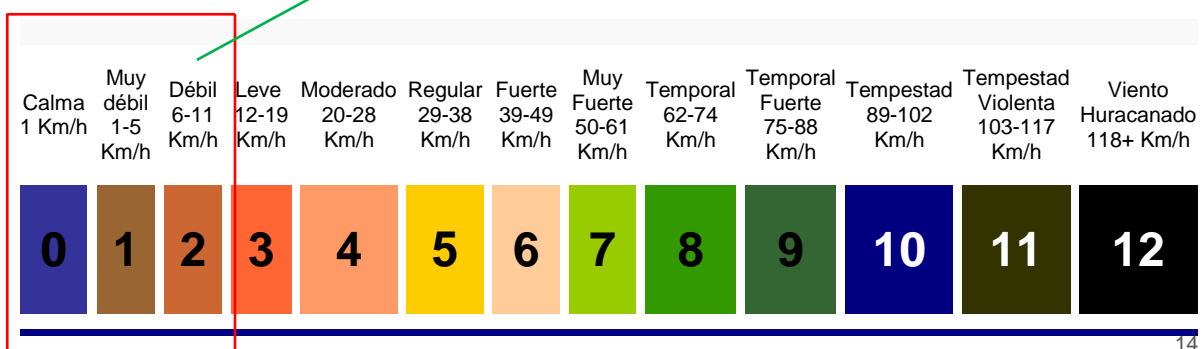 Calma
1 Km/h
Muy
débil
1-5
Km/h
Débil
6-11
Km/h
Leve
12-19
Km/h
Moderado
20-28
Km/h
Regular
29-38
Km/h
Fuerte
39-49
Km/h
Muy
Fuerte
50-61
Km/h
Temporal
62-74
Km/h
Temporal
Fuerte
75-88
Km/h
Tempestad
89-102
Km/h
Tempestad
Violenta
103-117
Km/h
Viento
Huracanado
118+ Km/h
0 1 2 3 4 5 6 7 8 9 10 11 12
14